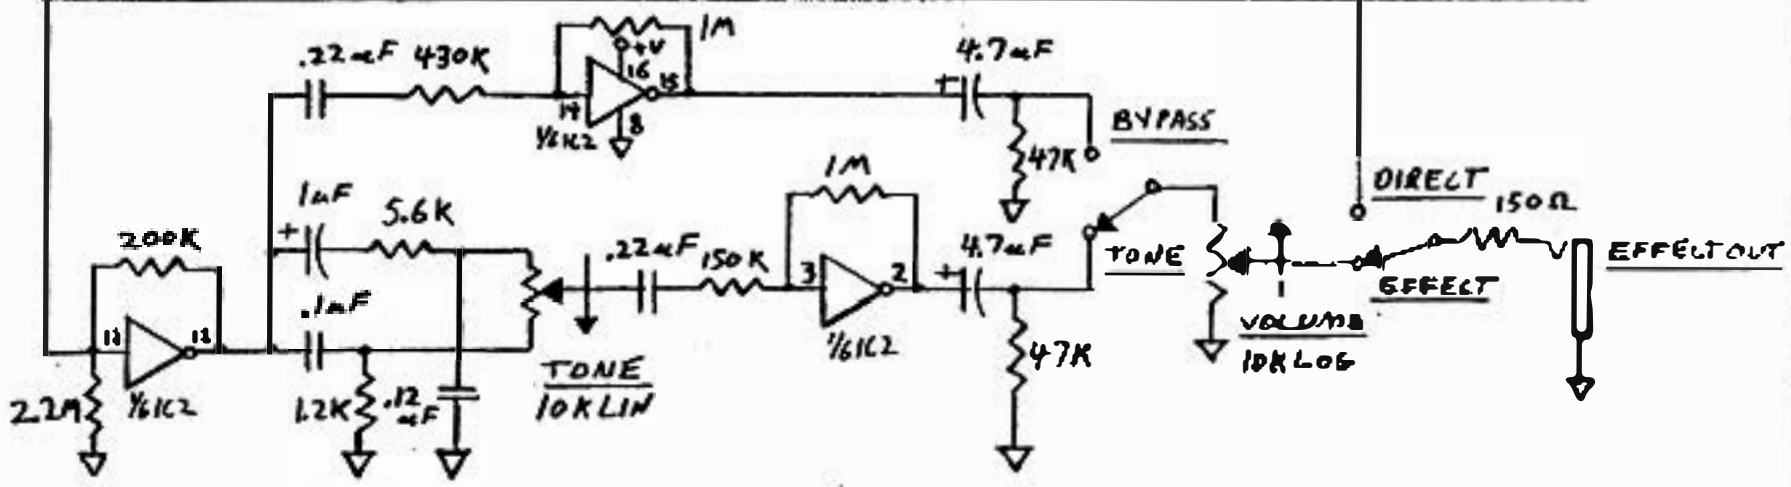 1M
.22uF 430K
+V
16
15
14
8
1/6IC2
4.7uF
+
BYPASS
47K
1uF
+
5.6K
200K
.22uF
150K
1M
3
2
4.7uF
+
TONE
DIRECT
150Ω
EFFECT OUT
EFFECT
.1uF
12
1/6IC2
2.2M
1.2K
.12
uF
TONE
10K LIN
1/6IC2
47K
VOLUME
10K LOG